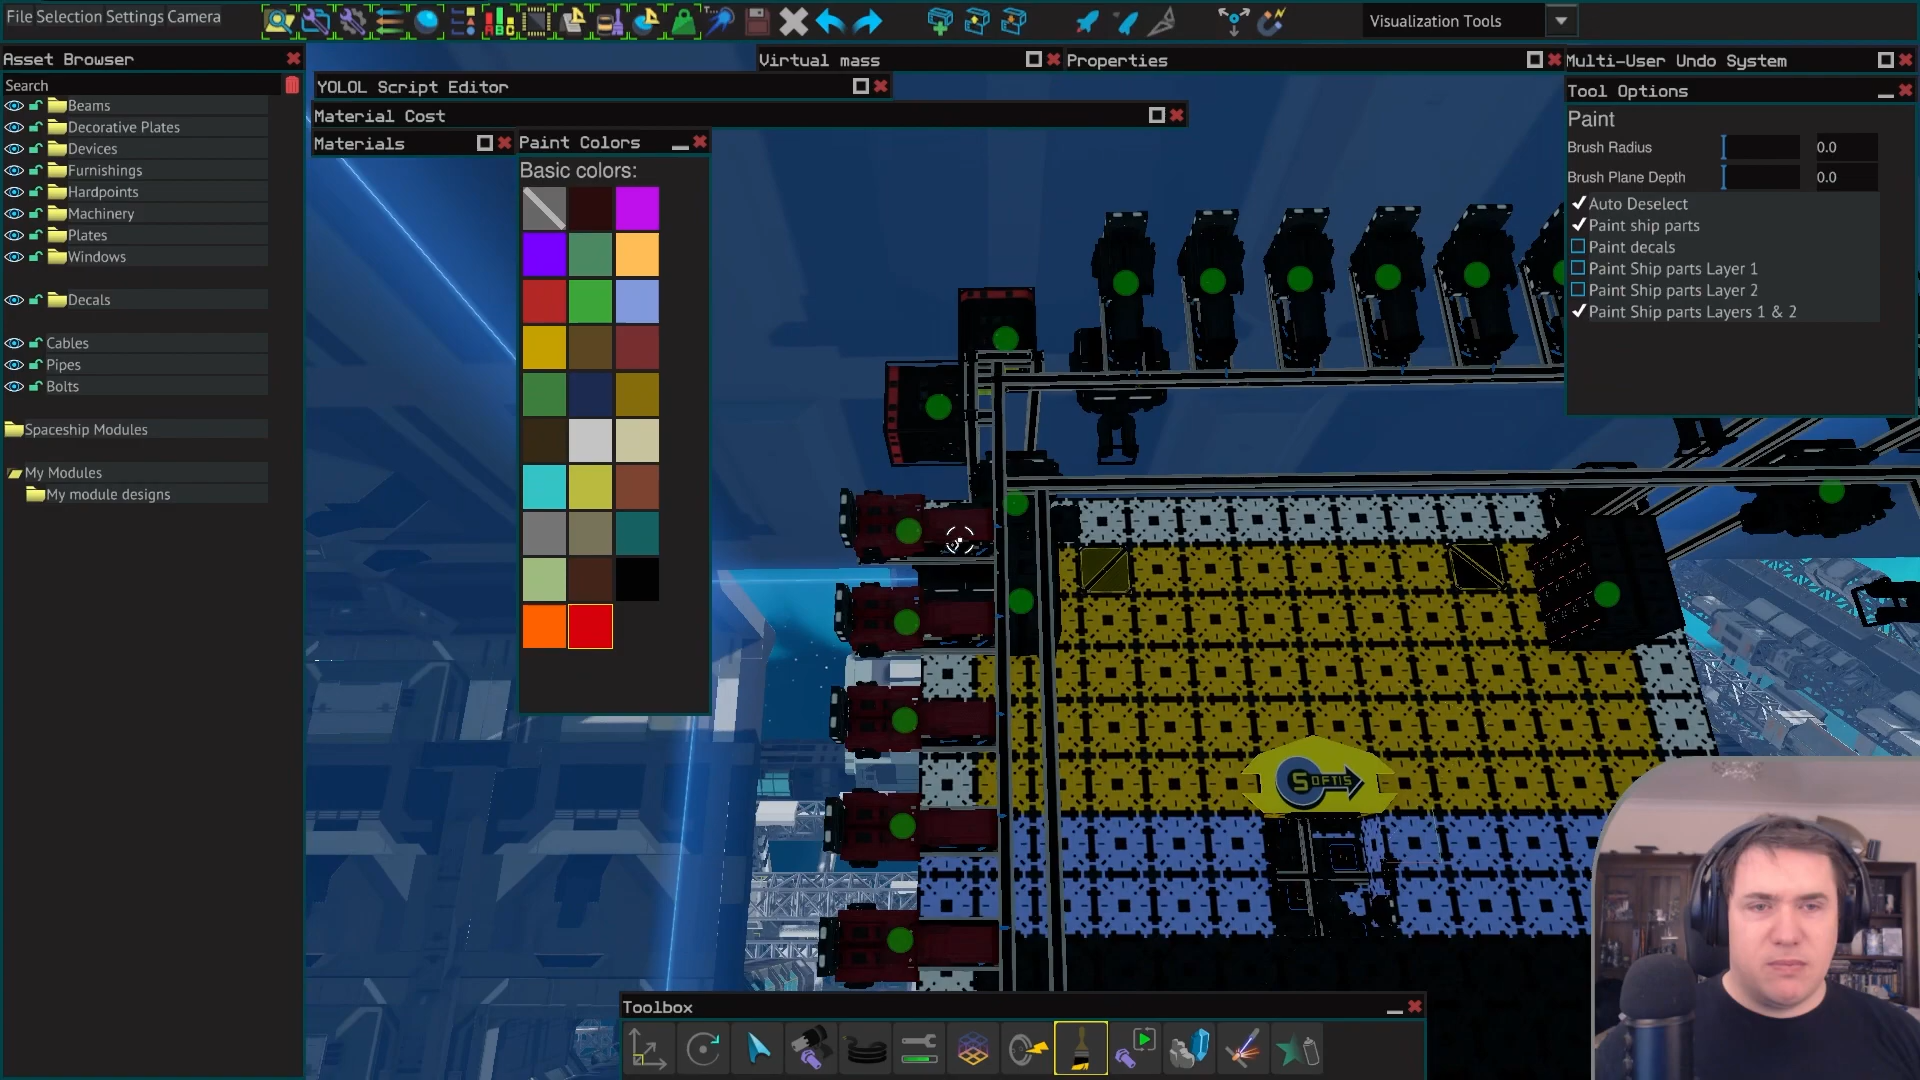 File Selection Settings Camera
Visualization Tools
Asset Browser
Search
Beams
Decorative Plates
Devices
Furnishings
Hardpoints
Machinery
Plates
Windows
Decals
Cables
Pipes
Bolts
Spaceship Modules
My Modules
My module designs
Virtual mass
Properties
YOLOL Script Editor
Material Cost
Materials
Paint Colors
Basic colors:
Multi-User Undo System
Tool Options
Paint
Brush Radius 0.0
Brush Plane Depth 0.0
Auto Deselect
Paint ship parts
Paint decals
Paint Ship parts Layer 1
Paint Ship parts Layer 2
Paint Ship parts Layers 1 & 2
SOFTIS
Toolbox